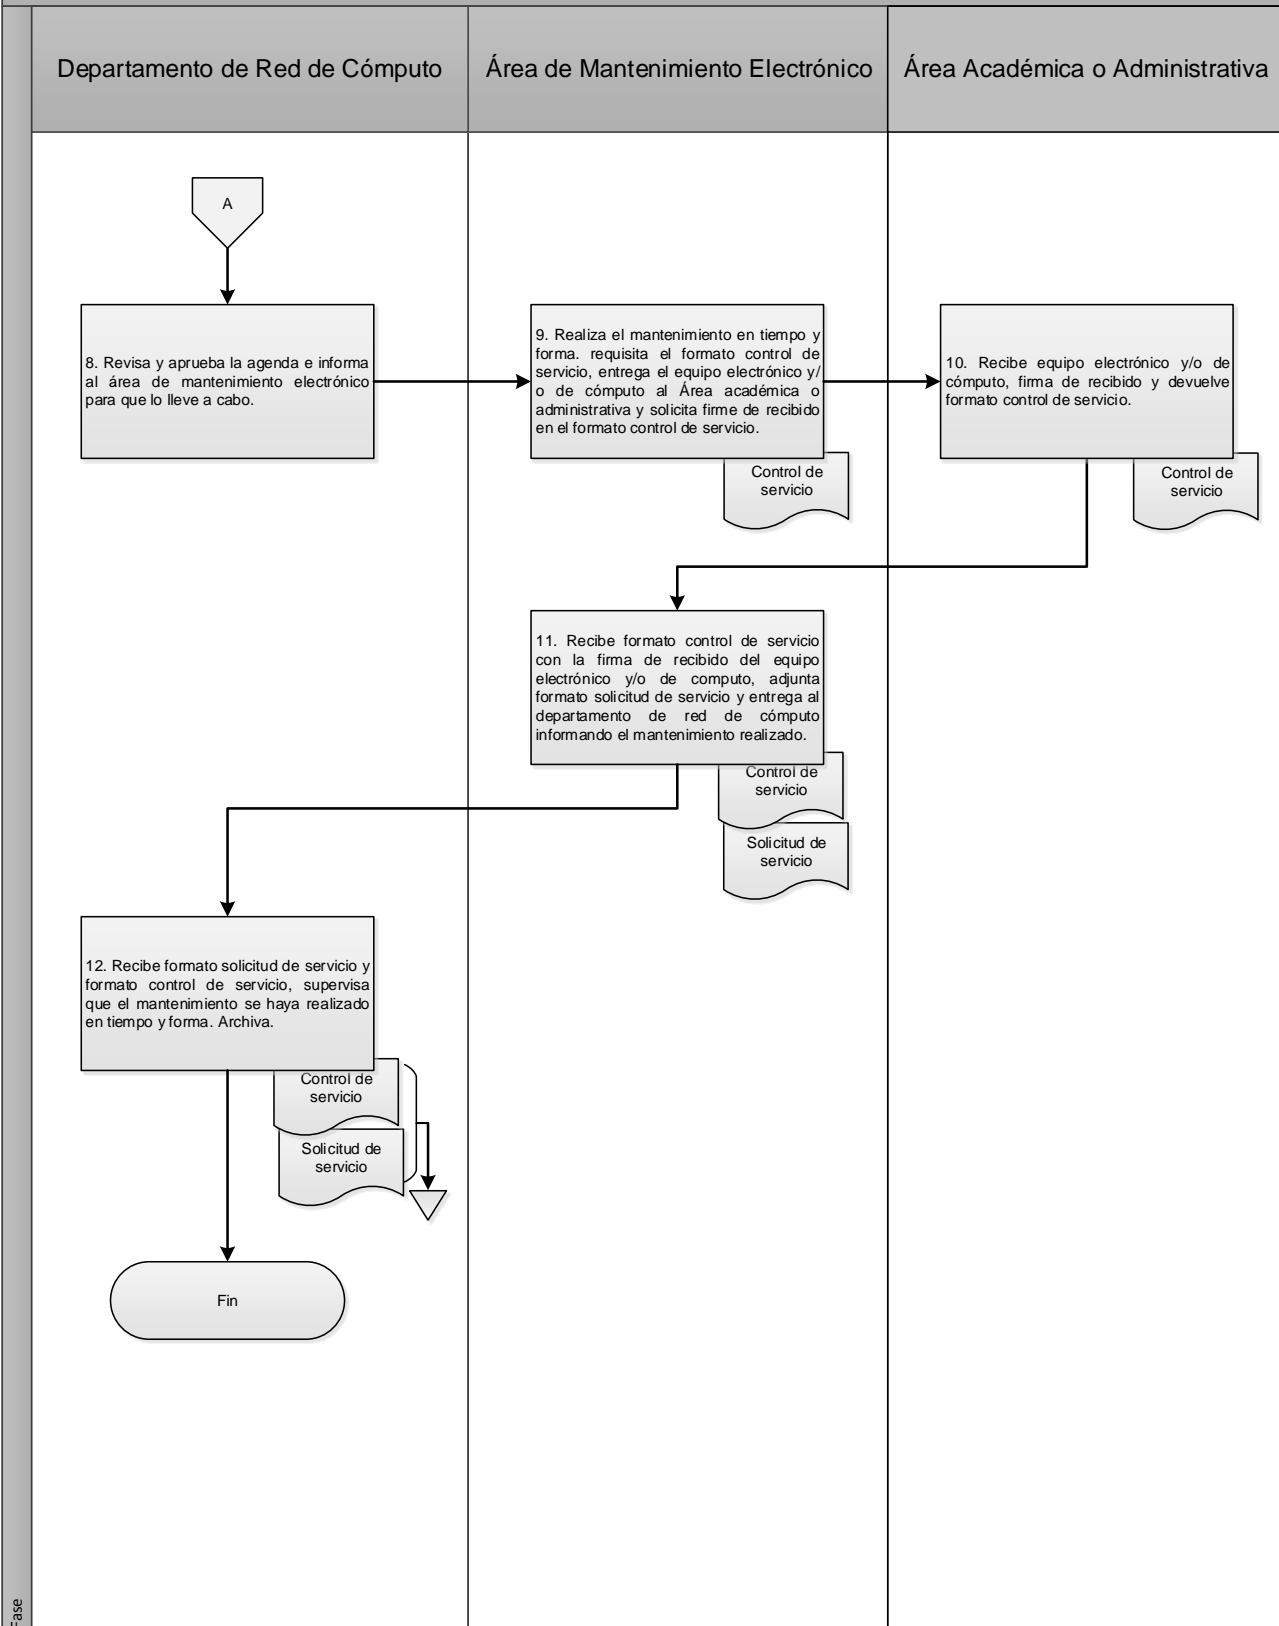 Departamento de Red de Cómputo
Área de Mantenimiento Electrónico
Área Académica o Administrativa
A
8. Revisa y aprueba la agenda e informa
al área de mantenimiento electrónico
para que lo lleve a cabo.
9. Realiza el mantenimiento en tiempo y
forma. requisita el formato control de
servicio, entrega el equipo electrónico y/
o de cómputo al Área académica o
administrativa y solicita firme de recibido
en el formato control de servicio.
Control de
servicio
10. Recibe equipo electrónico y/o de
cómputo, firma de recibido y devuelve
formato control de servicio.
Control de
servicio
11. Recibe formato control de servicio
con la firma de recibido del equipo
electrónico y/o de computo, adjunta
formato solicitud de servicio y entrega al
departamento de red de cómputo
informando el mantenimiento realizado.
Control de
servicio
Solicitud de
servicio
12. Recibe formato solicitud de servicio y
formato control de servicio, supervisa
que el mantenimiento se haya realizado
en tiempo y forma. Archiva.
Control de
servicio
Solicitud de
servicio
Fin
Fase